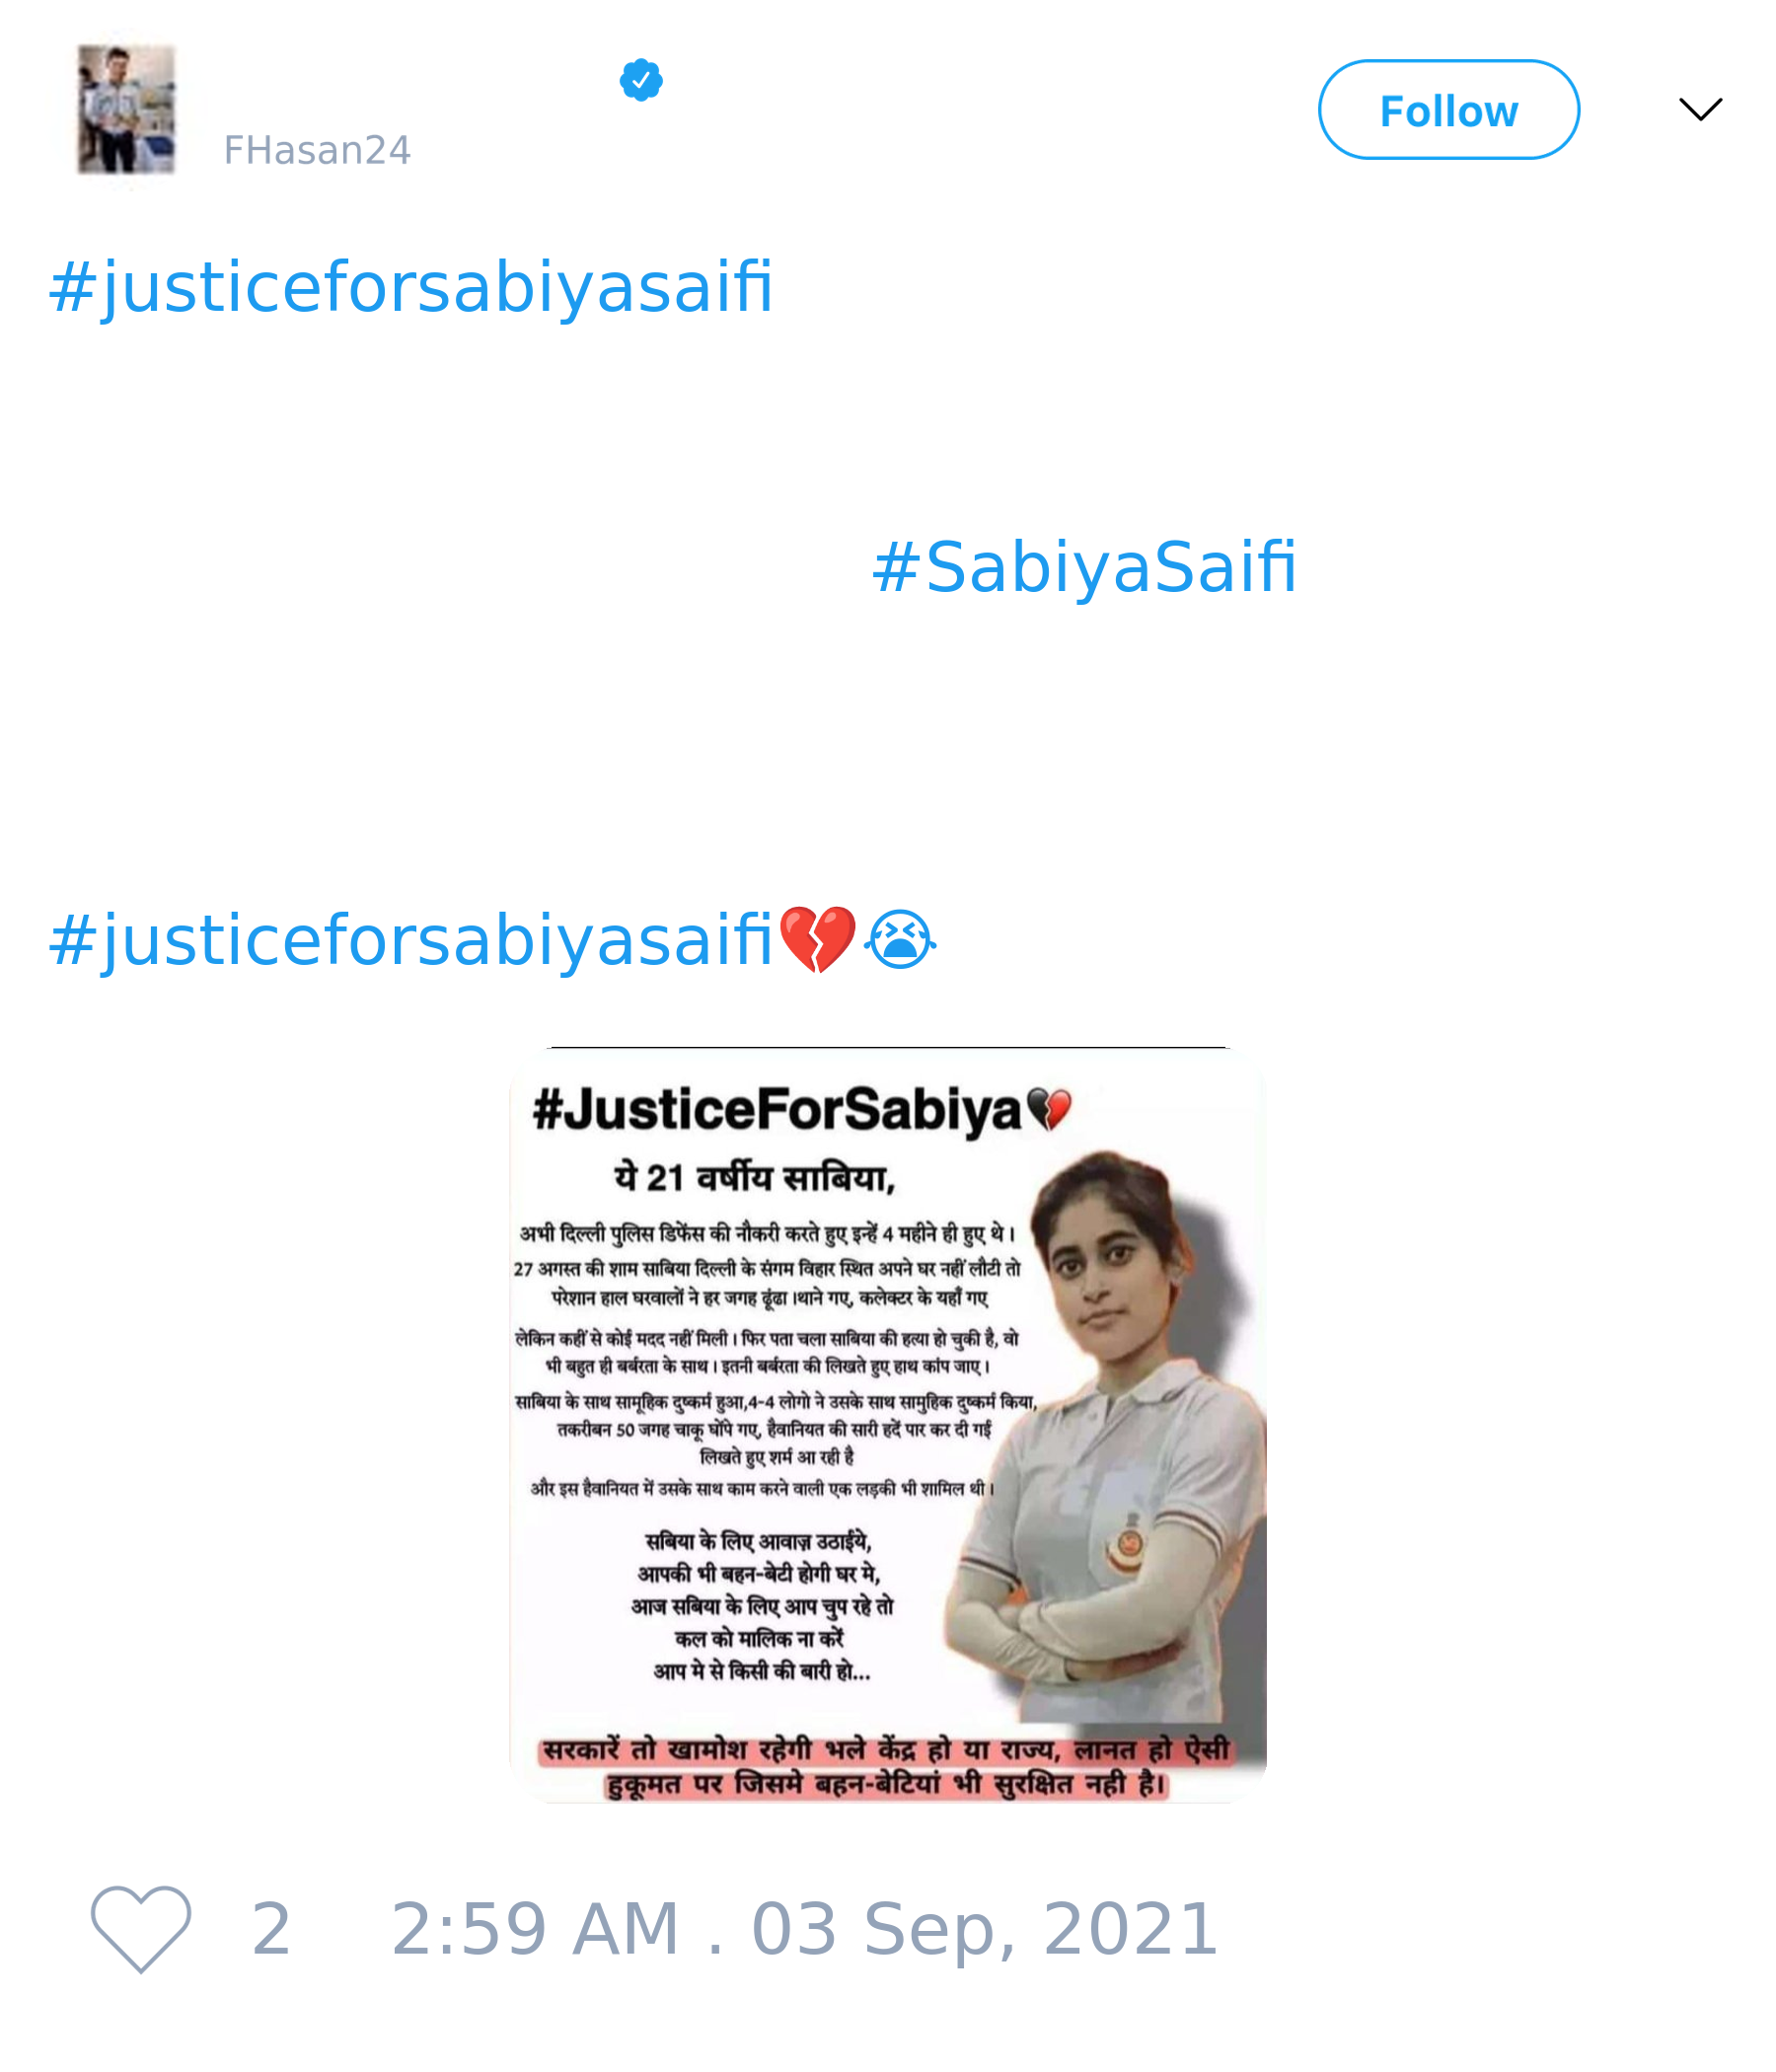 FHasan24
Follow
#justiceforsabiyasaifi
#SabiyaSaifi
#justiceforsabiyasaifi💔😭
#JusticeForSabiya💔
ये 21 वर्षीय साबिया,
अभी दिल्ली पुलिस डिफेंस की नौकरी करते हुए इन्हें 4 महीने ही हुए थे।
27 अगस्त की शाम साबिया दिल्ली के संगम विहार स्थित अपने घर नहीं लौटी तो
परेशान हाल घरवालों ने हर जगह ढूंढा।थाने गए, कलेक्टर के यहाँ गए
लेकिन कहीं से कोई मदद नहीं मिली। फिर पता चला साबिया की हत्या हो चुकी है, वो
भी बहुत ही बर्बरता के साथ। इतनी बर्बरता की लिखते हुए हाथ कांप जाए।
साबिया के साथ सामूहिक दुष्कर्म हुआ,4-4 लोगो ने उसके साथ सामुहिक दुष्कर्म किया,
तकरीबन 50 जगह चाकू घोंपे गए, हैवानियत की सारी हदें पार कर दी गई
लिखते हुए शर्म आ रही है
और इस हैवानियत में उसके साथ काम करने वाली एक लड़की भी शामिल थी।
सबिया के लिए आवाज़ उठाईये,
आपकी भी बहन-बेटी होगी घर मे,
आज सबिया के लिए आप चुप रहे तो
कल को मालिक ना करें
आप मे से किसी की बारी हो...
सरकारें तो खामोश रहेगी भले केंद्र हो या राज्य, लानत हो ऐसी
हुकूमत पर जिसमे बहन-बेटियां भी सुरक्षित नही है।
2 2:59 AM . 03 Sep, 2021